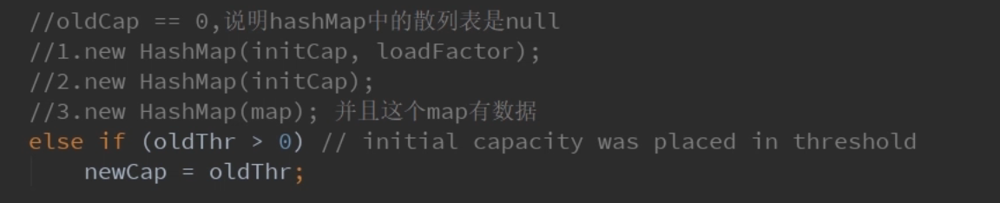 //oldCap == 0,说明hashMap中的散列表是null
//1.new HashMap(initCap, loadFactor);
//2.new HashMap(initCap);
//3.new HashMap(map); 并且这个map有数据
else if (oldThr > 0) // initial capacity was placed in threshold
    newCap = oldThr;